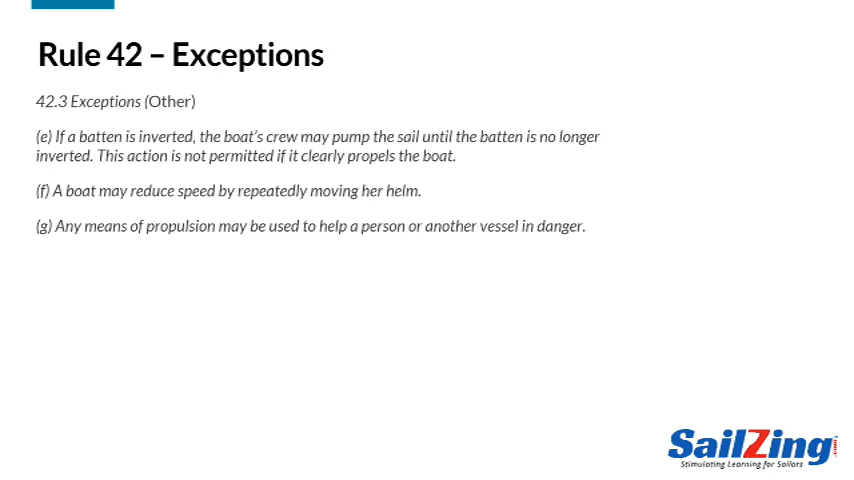 Rule 42 – Exceptions
42.3 Exceptions (Other)
(e) If a batten is inverted, the boat's crew may pump the sail until the batten is no longer
inverted. This action is not permitted if it clearly propels the boat.
(f) A boat may reduce speed by repeatedly moving her helm.
(g) Any means of propulsion may be used to help a person or another vessel in danger.
SailZing
Stimulating Learning for Sailors